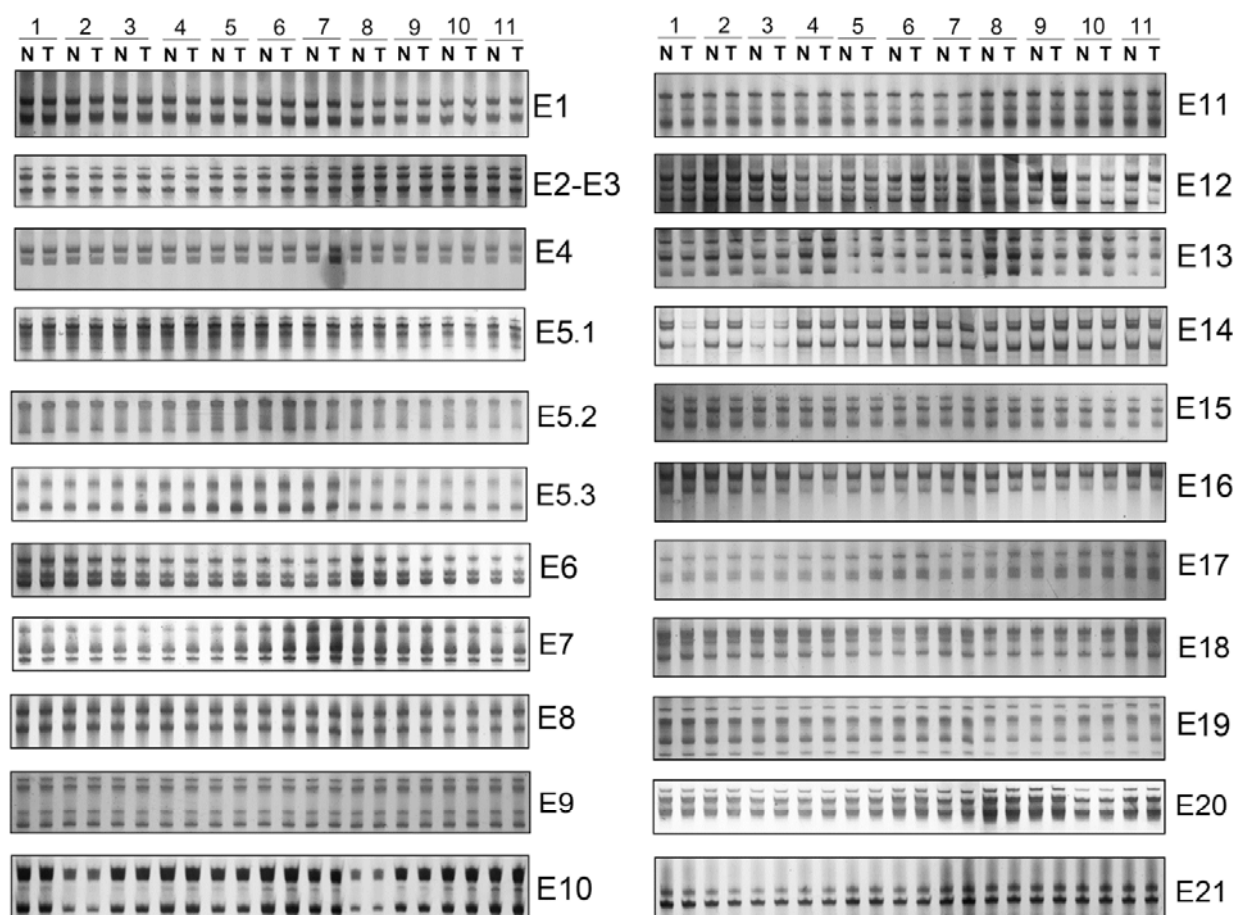 1 2 3 4 5 6 7 8 9 10 11
N T N T N T N T N T N T N T N T N T N T N T
E1
E2-E3
E4
E5.1
E5.2
E5.3
E6
E7
E8
E9
E10
1 2 3 4 5 6 7 8 9 10 11
N T N T N T N T N T N T N T N T N T N T N T
E11
E12
E13
E14
E15
E16
E17
E18
E19
E20
E21